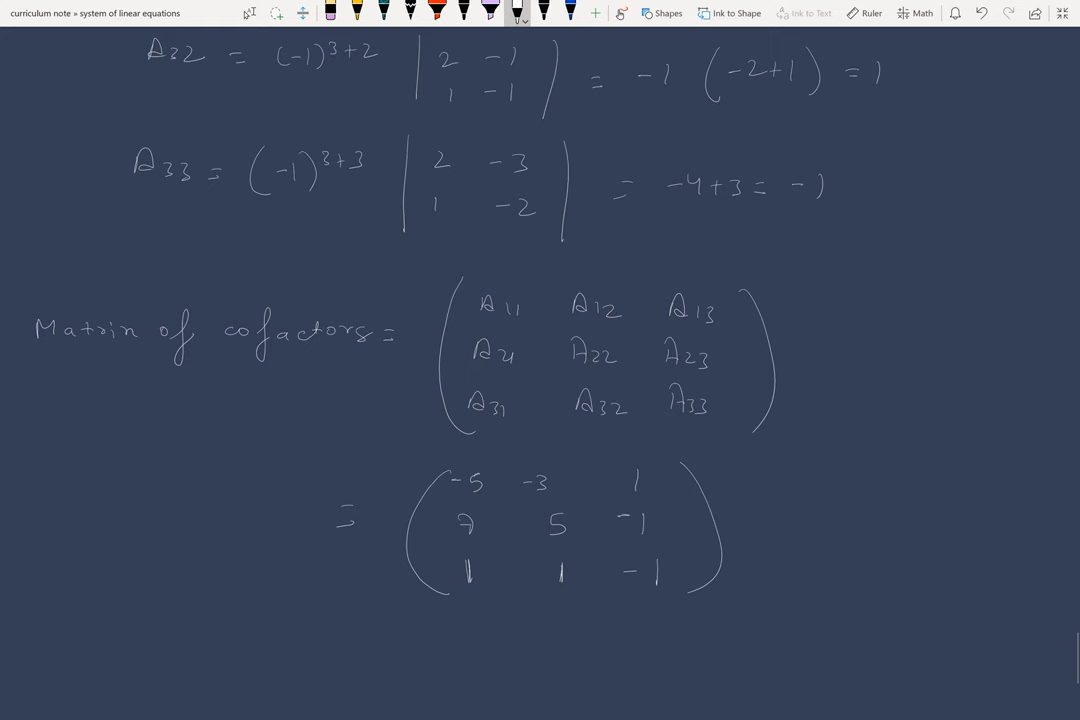 curriculum note » system of linear equations Shapes Ink to Shape Ink to Text Ruler Math
A32 = (-1)^3+2 | 2 -1 | = -1 (-2+1) = 1
1 -1
A33 = (-1)^3+3 | 2 -3 | = -4+3 = -1
1 -2
Matrin of cofactors = ( A11 A12 A13
A21 A22 A23
A31 A32 A33 )
= ( -5 -3 1
7 5 -1
1 1 -1 )